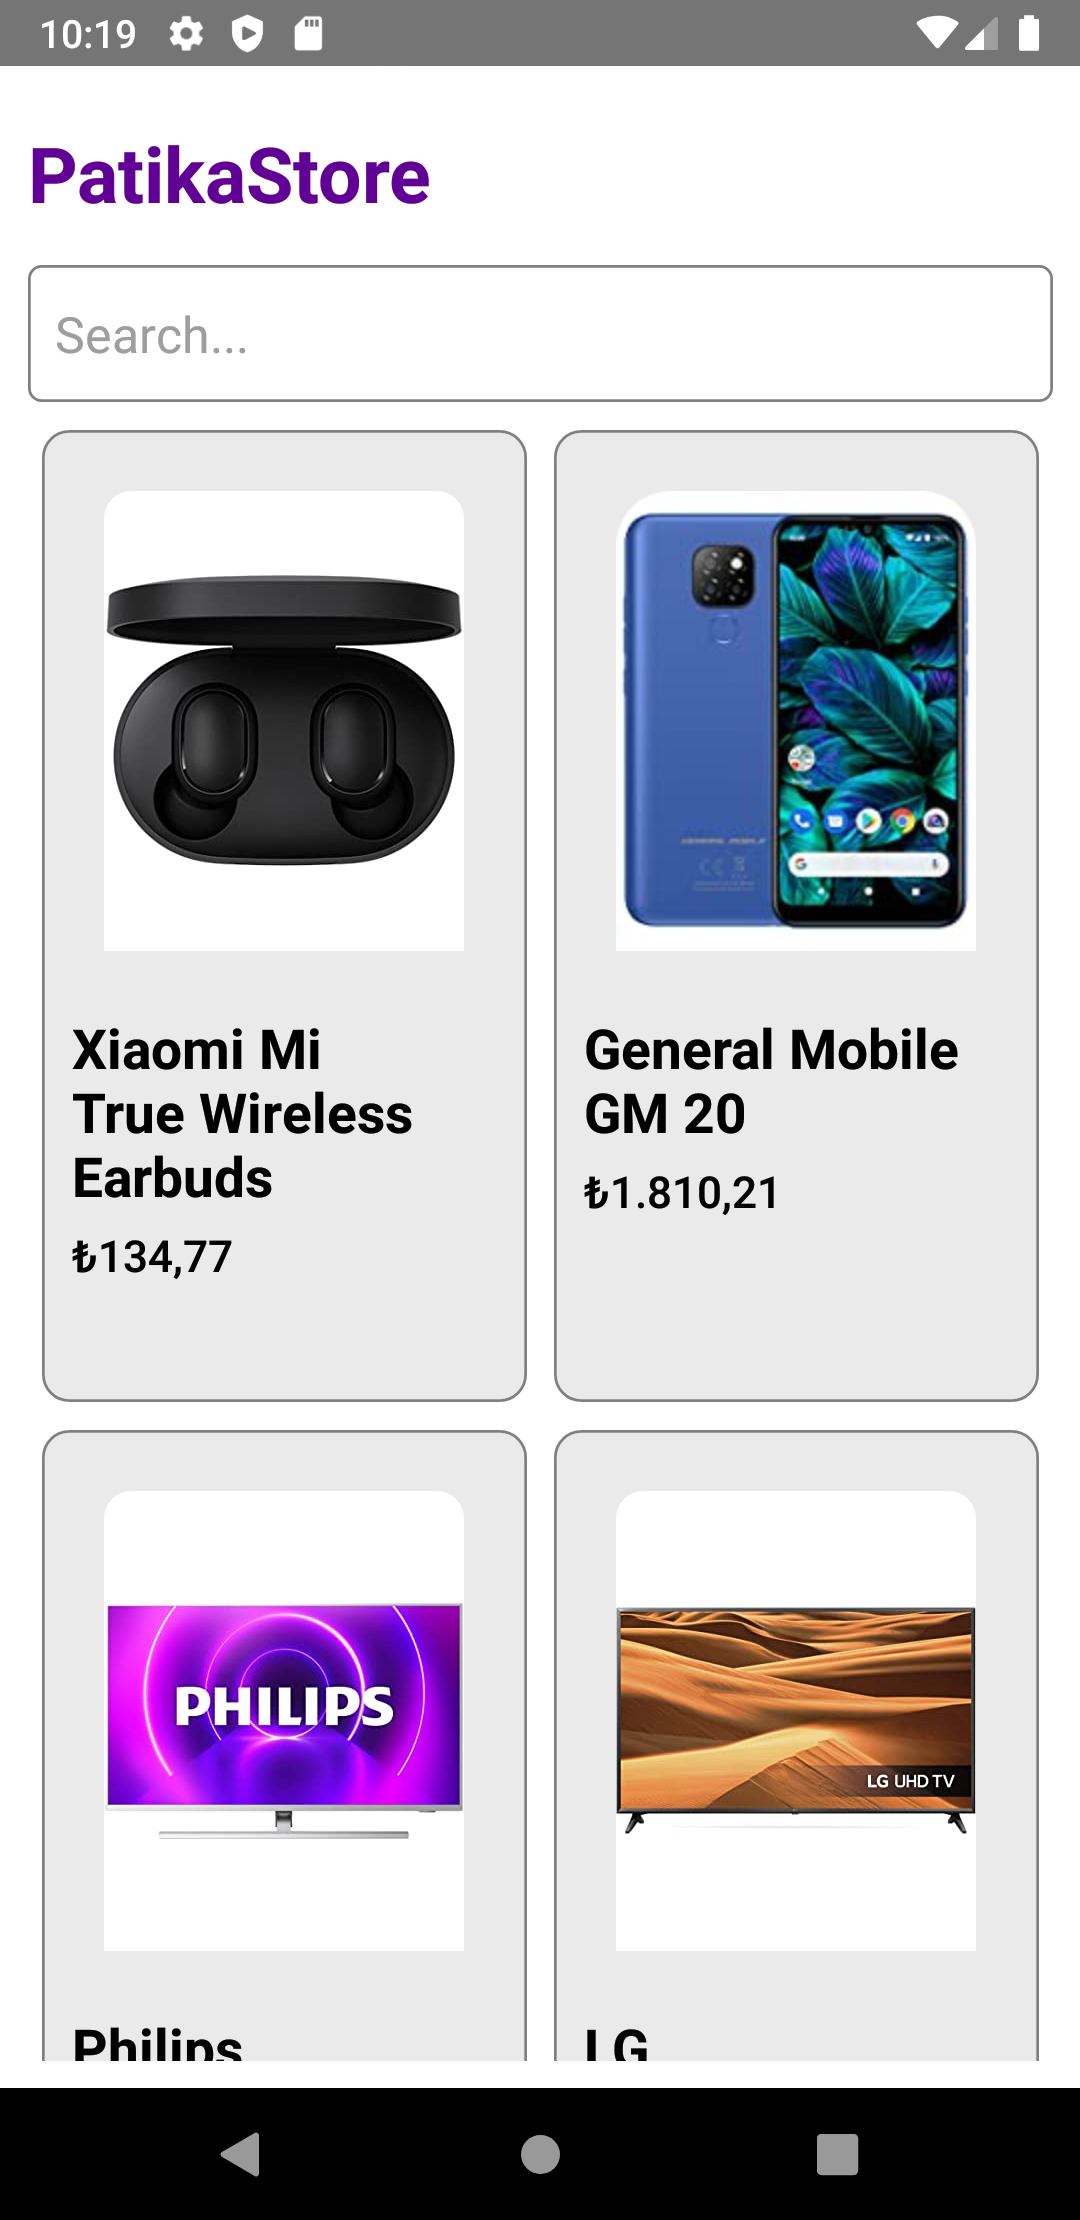 10:19
PatikaStore
Search...
Xiaomi Mi
True Wireless
Earbuds
₺134,77
General Mobile
GM 20
₺1.810,21
PHILIPS
LG UHD TV
Philips
LG